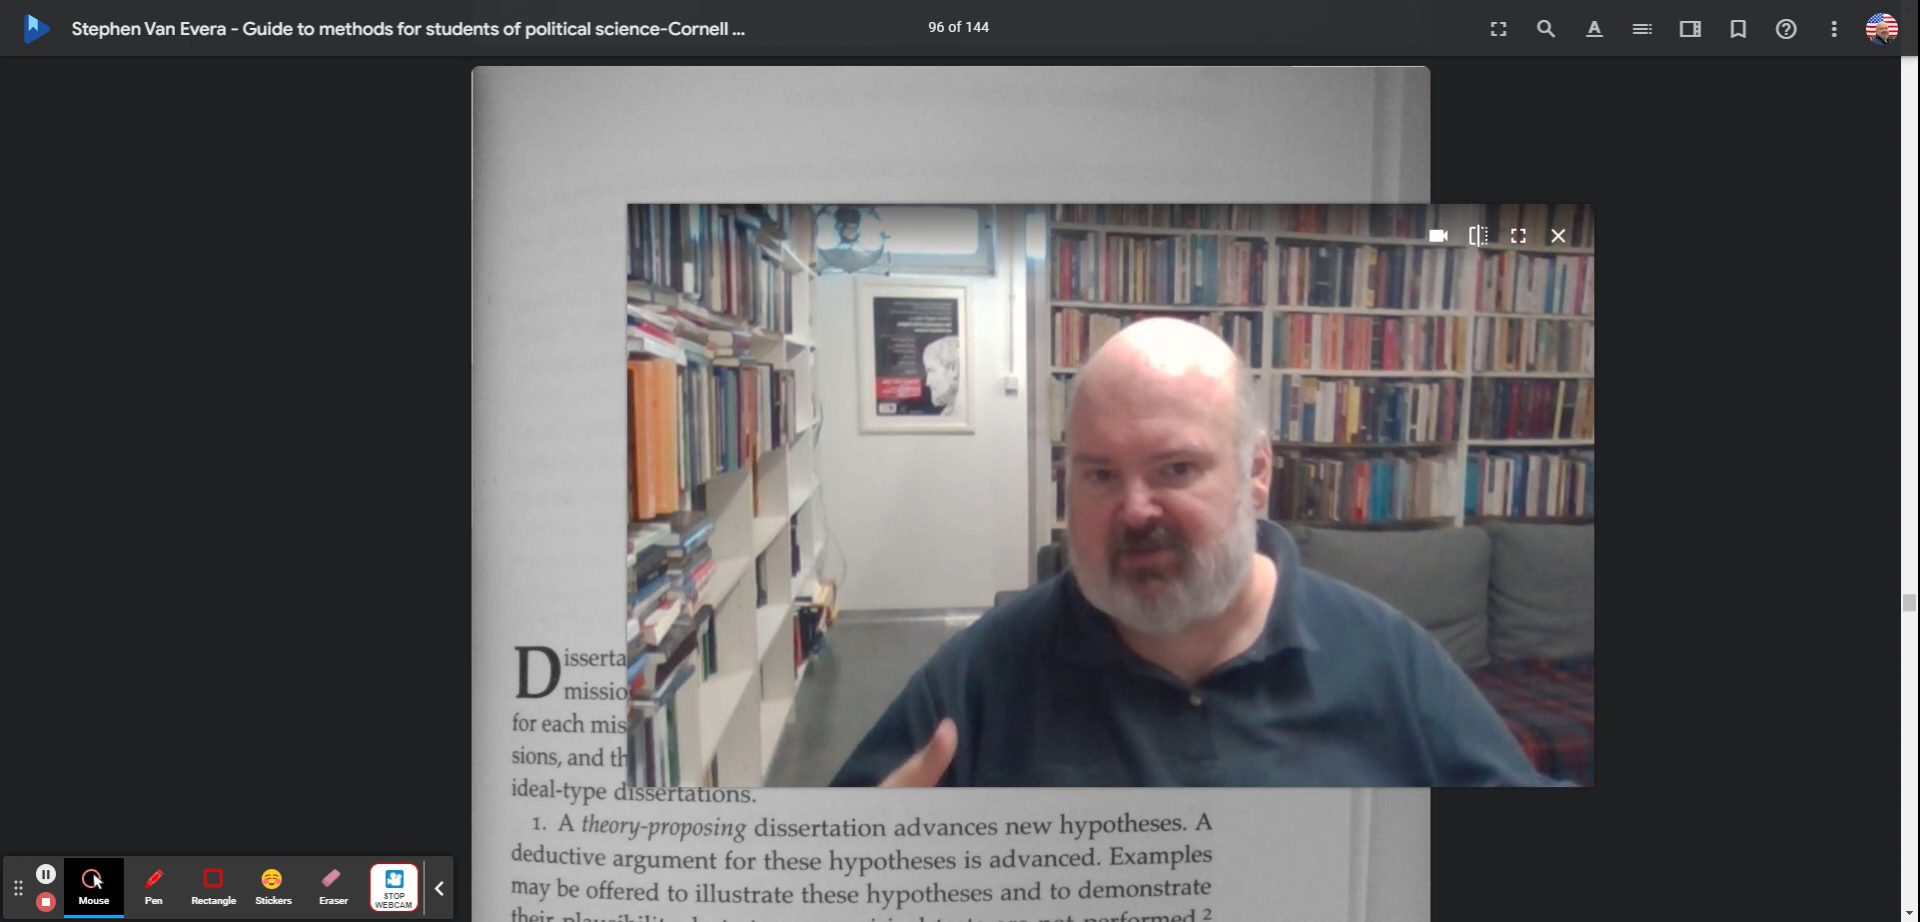 Stephen Van Evera - Guide to methods for students of political science-Cornell ...
96 of 144
Disserta
missio
for each mis
sions, and th
ideal-type dissertations.
1. A theory-proposing dissertation advances new hypotheses. A
deductive argument for these hypotheses is advanced. Examples
may be offered to illustrate these hypotheses and to demonstrate
performed.2
Mouse
Pen
Rectangle
Stickers
Eraser
STOP
WEBCAM